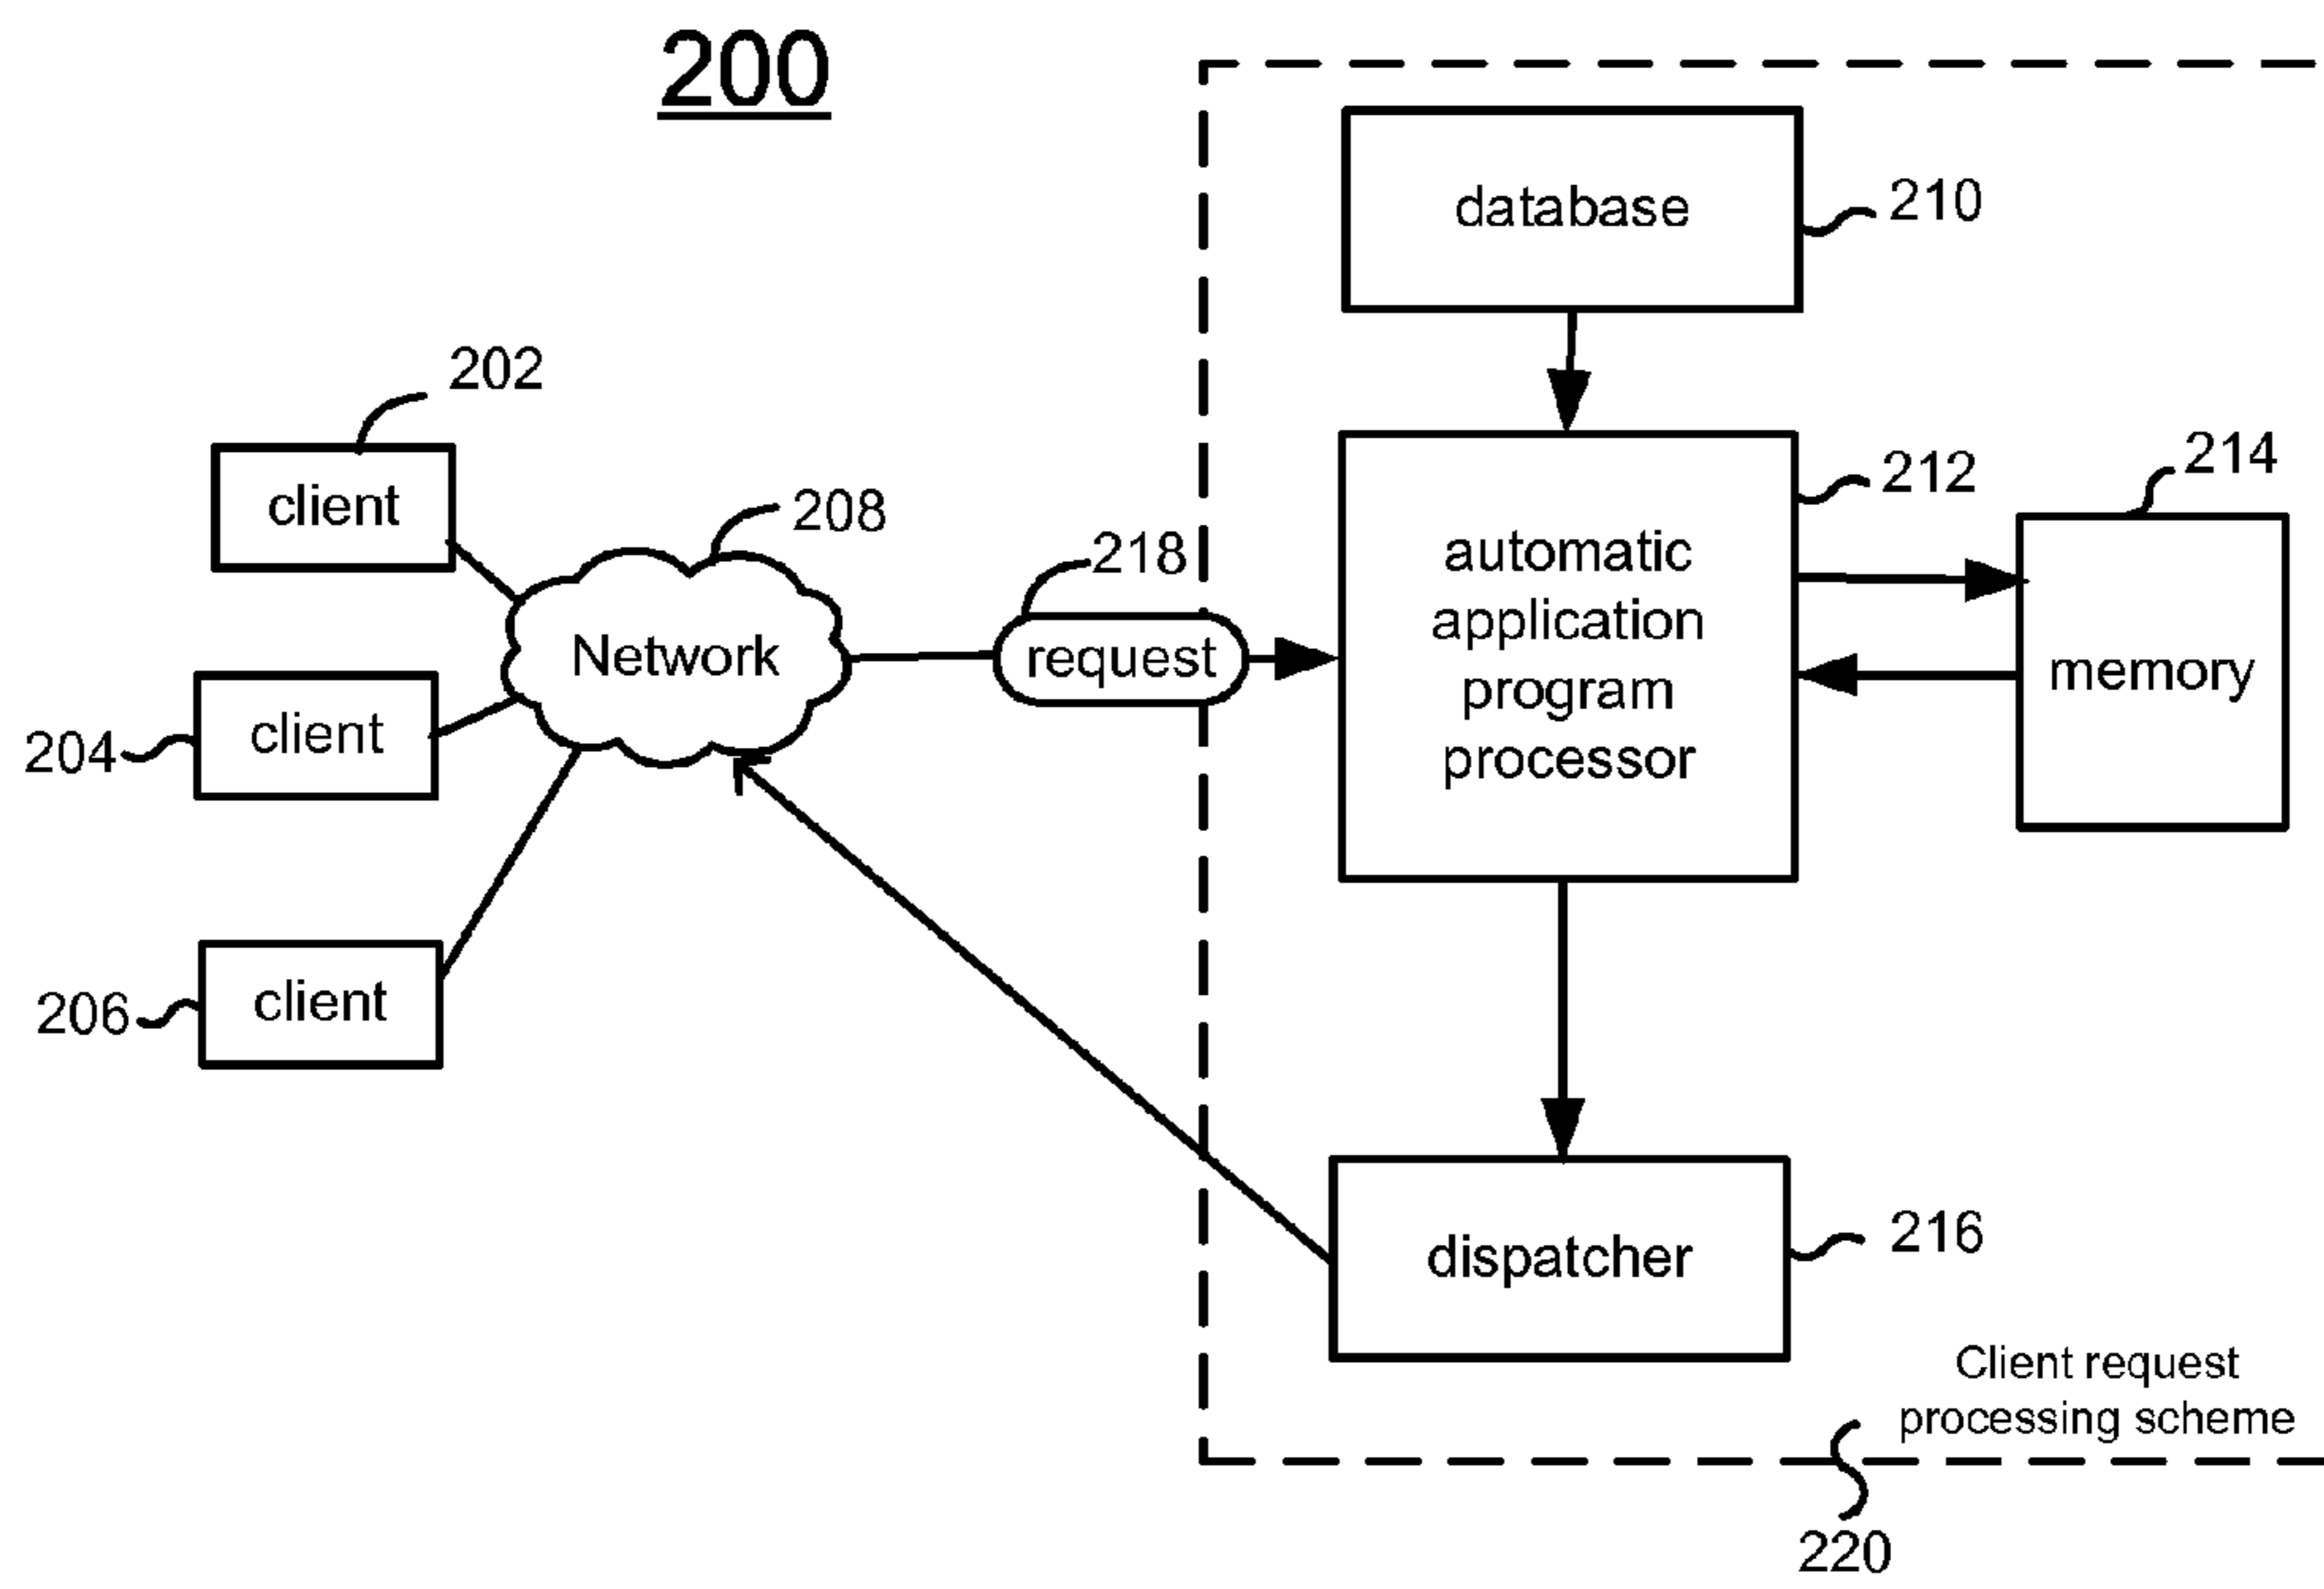 200
database
210
202
client
208
Network
218
request
automatic
application
program
processor
212
214
memory
204
client
206
client
dispatcher
216
Client request
processing scheme
220